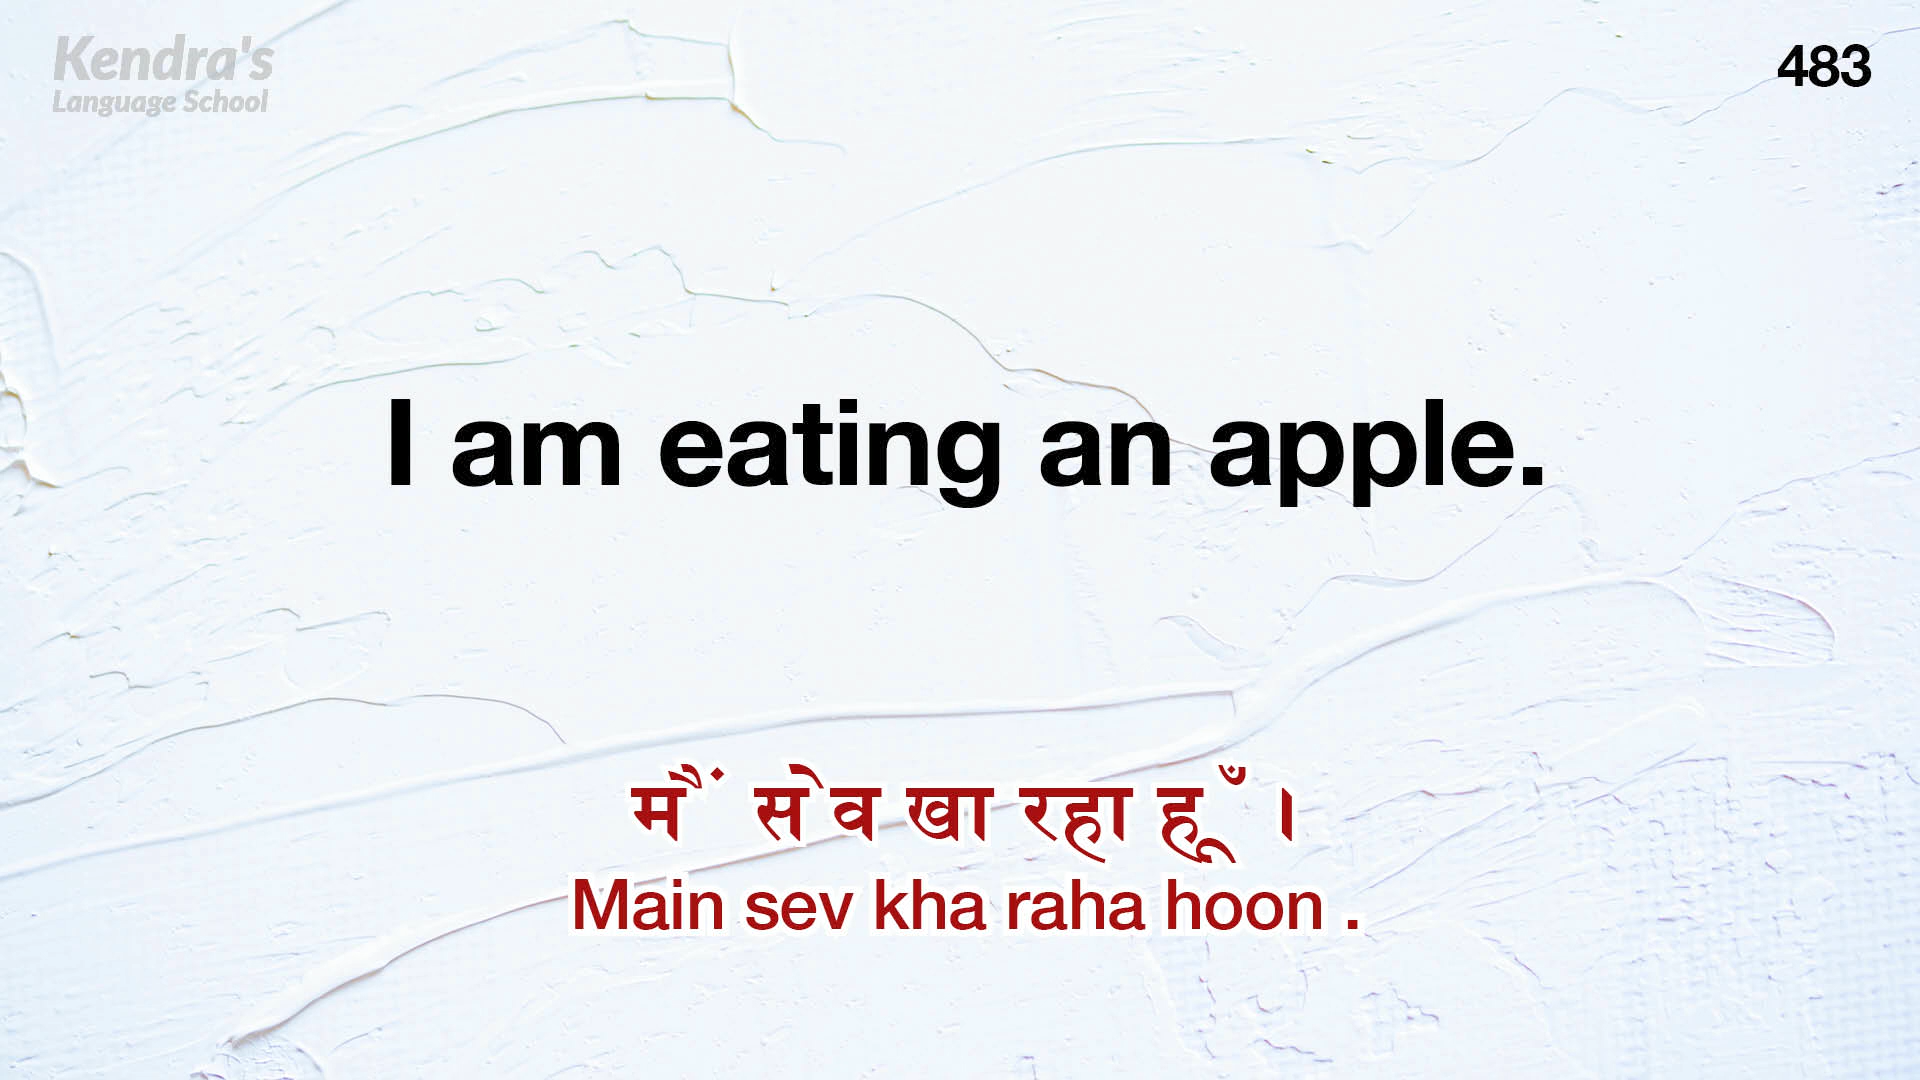 Kendra's
Language School
483
I am eating an apple.
मैं सेव खा रहा हूँ ।
Main sev kha raha hoon .